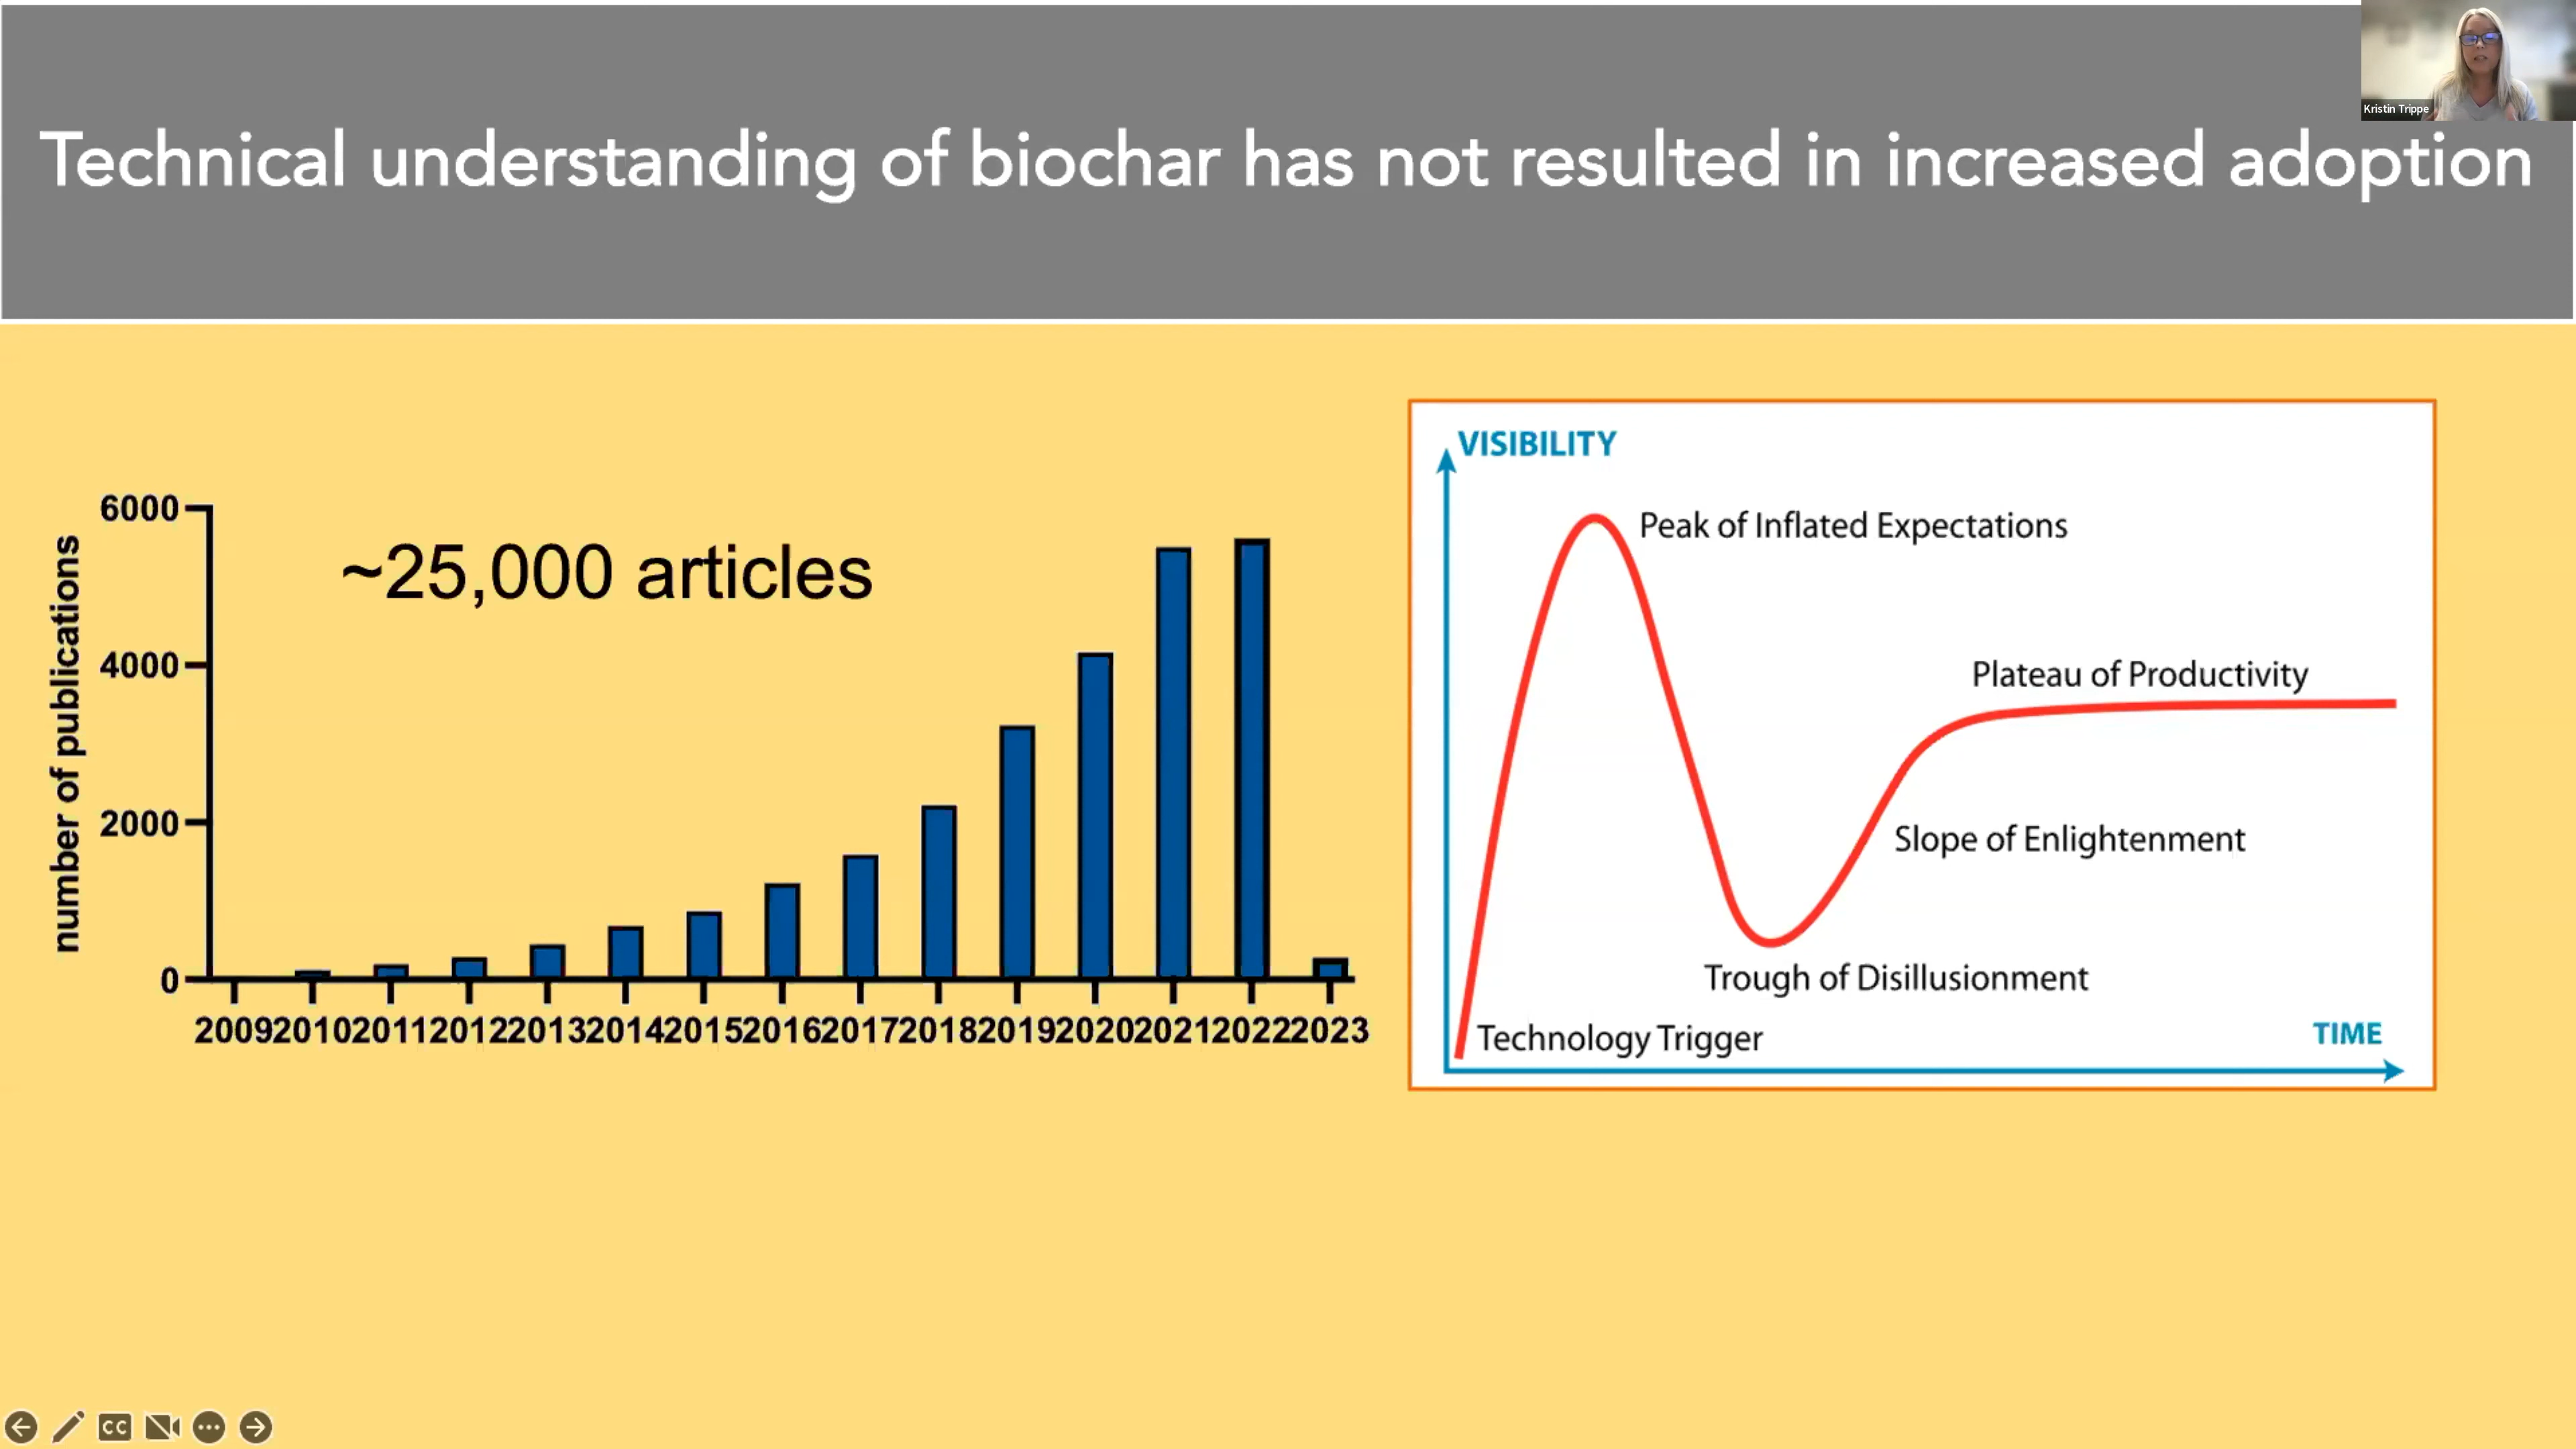 Kristin Trippe
Technical understanding of biochar has not resulted in increased adoption
number of publications
6000
4000
2000
0
~25,000 articles
2009 2010 2011 2012 2013 2014 2015 2016 2017 2018 2019 2020 2021 2022 2023
VISIBILITY
Peak of Inflated Expectations
Plateau of Productivity
Slope of Enlightenment
Trough of Disillusionment
Technology Trigger
TIME
CC